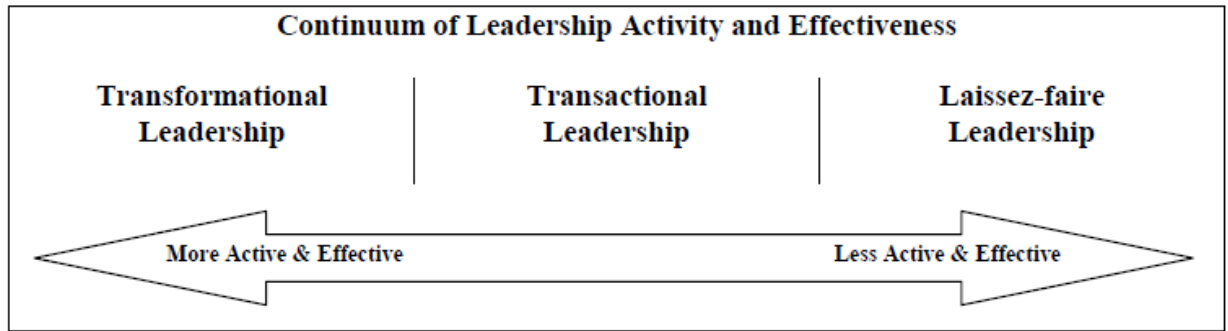 Continuum of Leadership Activity and Effectiveness
Transformational
Leadership
Transactional
Leadership
Laissez-faire
Leadership
More Active & Effective
Less Active & Effective